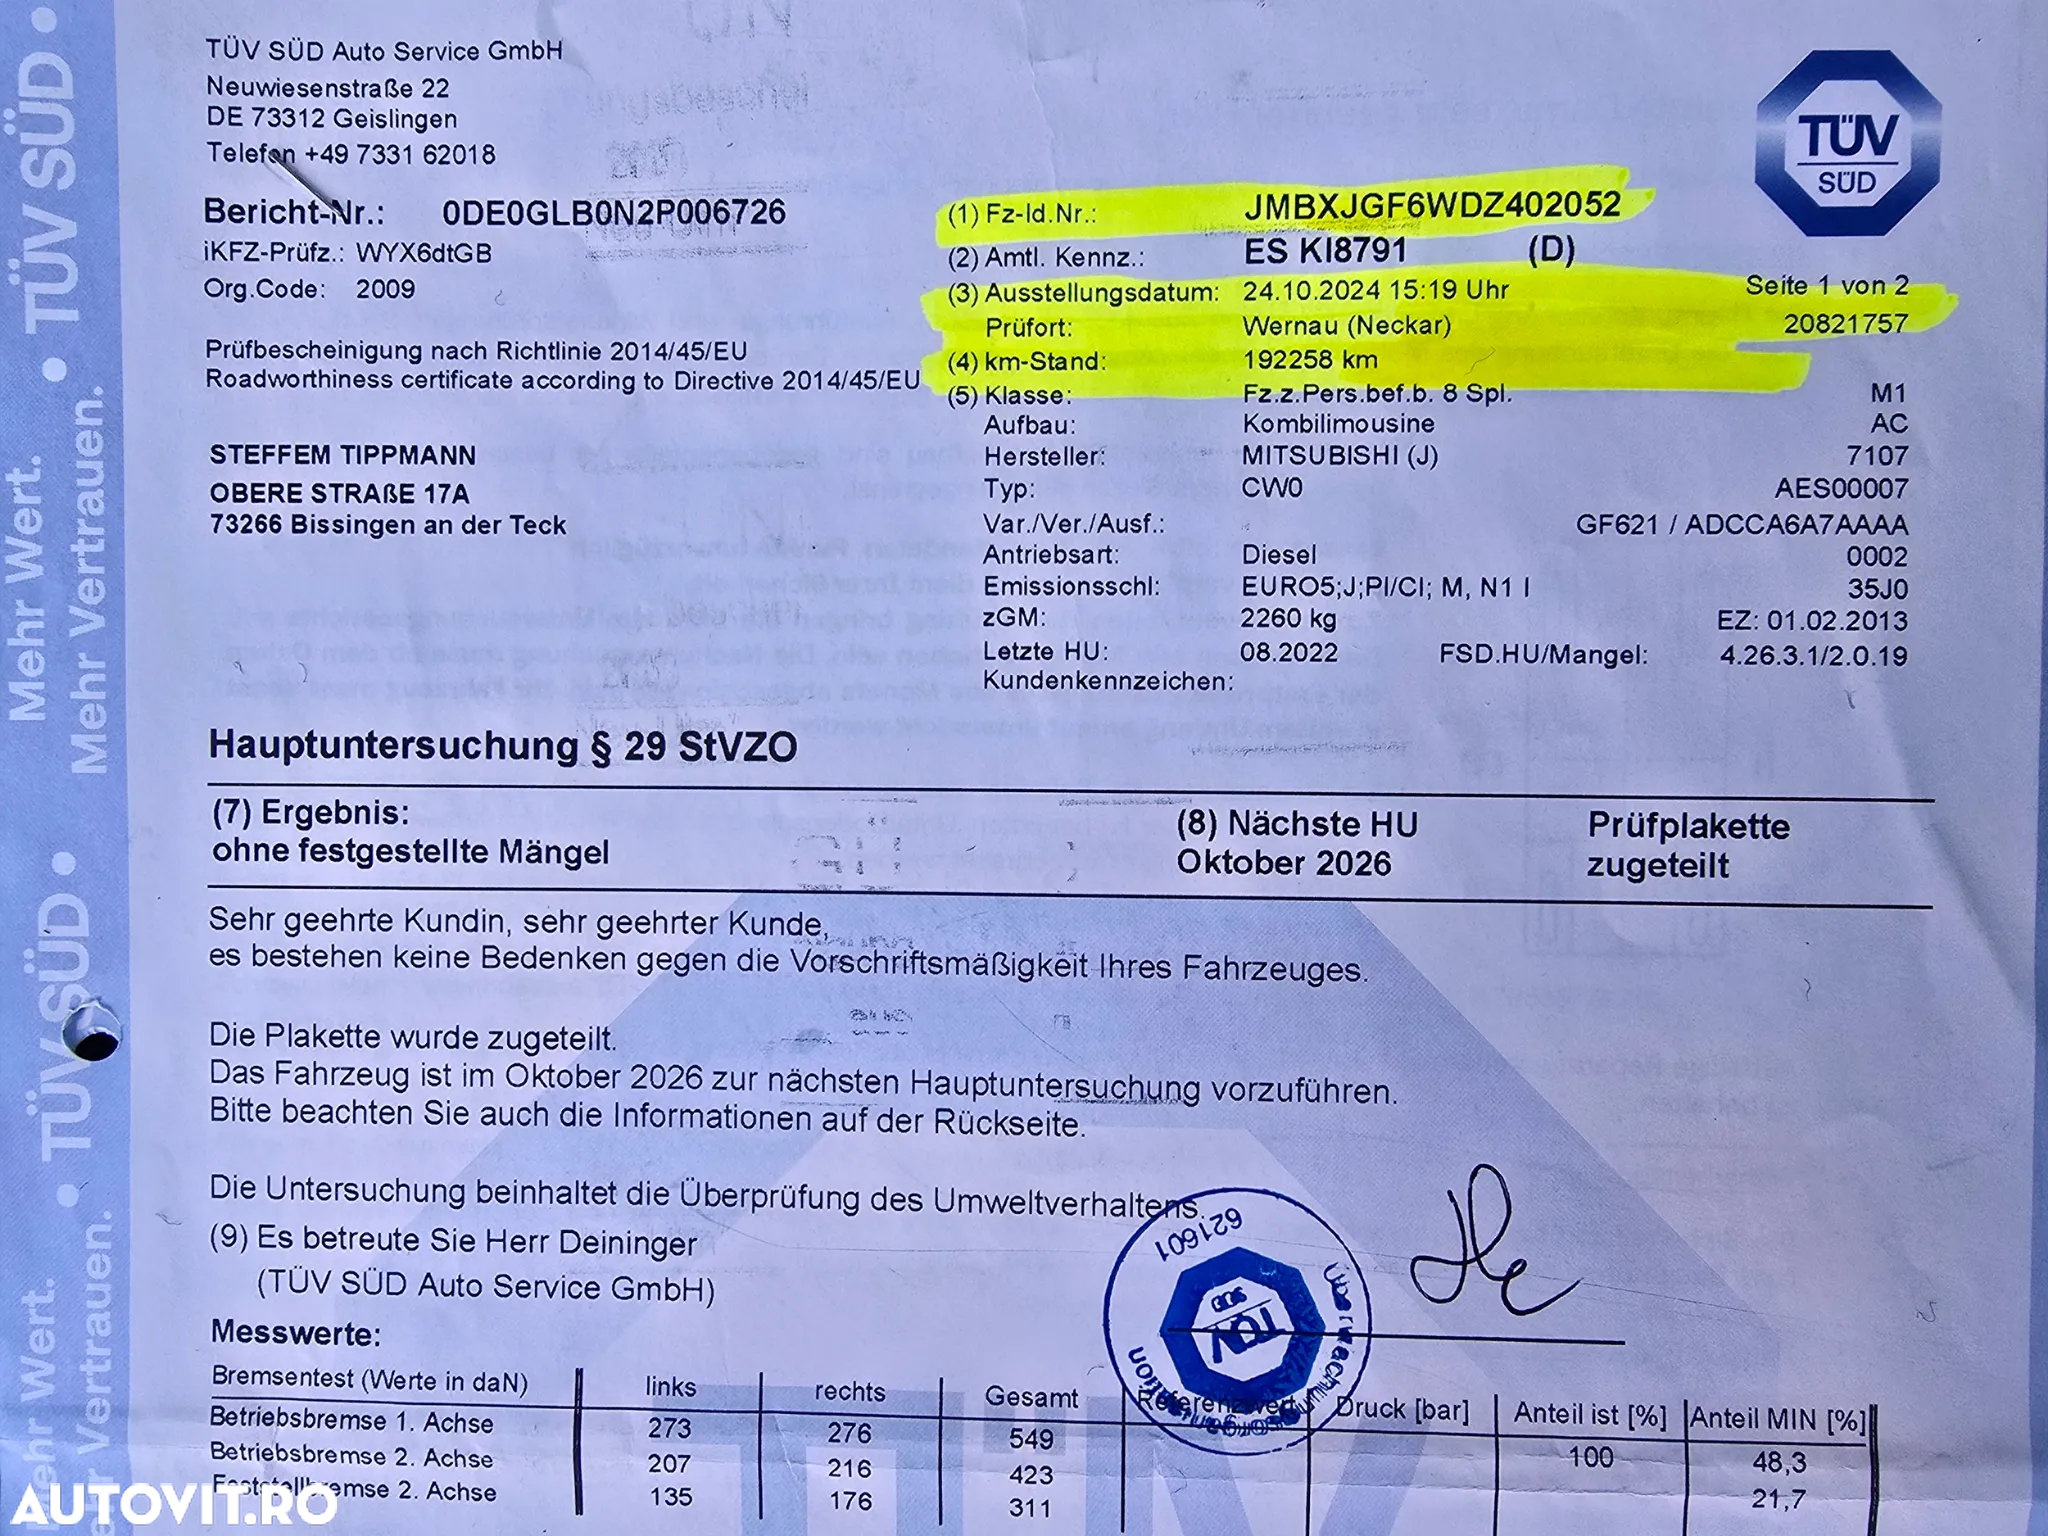 TÜV SÜD Auto Service GmbH
Neuwiesenstraße 22
DE 73312 Geislingen
Telefon +49 7331 62018
TÜV
SÜD
Bericht-Nr.: 0DE0GLB0N2P006726
iKFZ-Prüfz.: WYX6dtGB
Org.Code: 2009
Prüfbescheinigung nach Richtlinie 2014/45/EU
Roadworthiness certificate according to Directive 2014/45/EU
STEFFEM TIPPMANN
OBERE STRAßE 17A
73266 Bissingen an der Teck
(1) Fz-Id.Nr.: JMBXJGF6WDZ402052
(2) Amtl. Kennz.: ES KI8791 (D)
(3) Ausstellungsdatum: 24.10.2024 15:19 Uhr Seite 1 von 2
Prüfort: Wernau (Neckar) 20821757
(4) km-Stand: 192258 km
(5) Klasse: Fz.z.Pers.bef.b. 8 Spl. M1
Aufbau: Kombilimousine AC
Hersteller: MITSUBISHI (J) 7107
Typ: CW0 AES00007
Var./Ver./Ausf.: GF621 / ADCCA6A7AAAA
Antriebsart: Diesel 0002
Emissionsschl: EURO5;J;PI/CI; M, N1 I 35J0
zGM: 2260 kg EZ: 01.02.2013
Letzte HU: 08.2022 FSD.HU/Mangel: 4.26.3.1/2.0.19
Kundenkennzeichen:
Hauptuntersuchung § 29 StVZO
(7) Ergebnis: (8) Nächste HU Prüfplakette
ohne festgestellte Mängel Oktober 2026 zugeteilt
Sehr geehrte Kundin, sehr geehrter Kunde,
es bestehen keine Bedenken gegen die Vorschriftsmäßigkeit Ihres Fahrzeuges.
Die Plakette wurde zugeteilt.
Das Fahrzeug ist im Oktober 2026 zur nächsten Hauptuntersuchung vorzuführen.
Bitte beachten Sie auch die Informationen auf der Rückseite.
Die Untersuchung beinhaltet die Überprüfung des Umweltverhaltens.
(9) Es betreute Sie Herr Deininger
(TÜV SÜD Auto Service GmbH)
621601
TÜV
SÜD
Messwerte:
Bremsentest (Werte in daN) links rechts Gesamt Referenzwert Druck [bar] Anteil ist [%] Anteil MIN [%]
Betriebsbremse 1. Achse 273 276 549 100 48,3
Betriebsbremse 2. Achse 207 216 423
Feststellbremse 2. Achse 135 176 311 21,7
TÜV SÜD • Mehr Wert.
Mehr Vertrauen.
TÜV SÜD • Mehr Wert.
Mehr Vertrauen.
AUTOVIT.RO